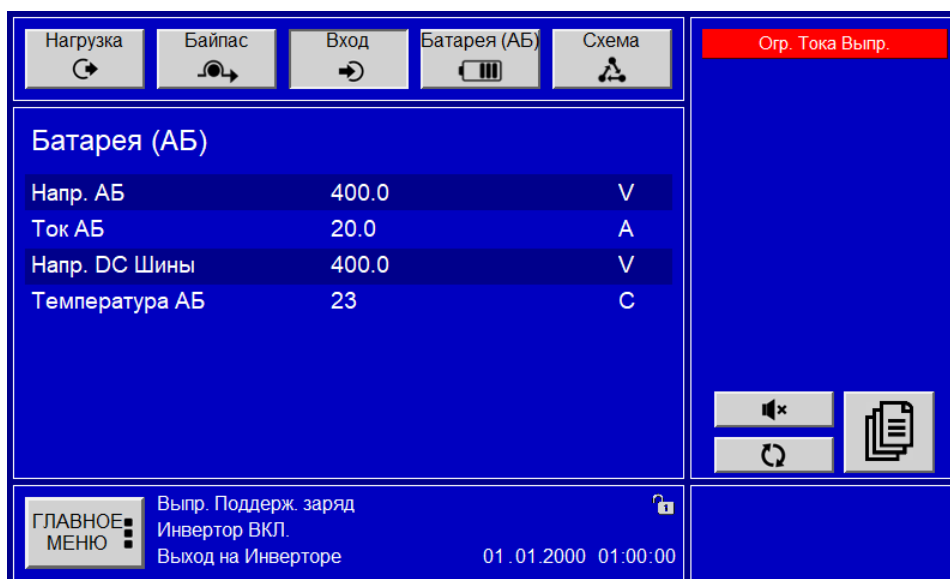 Нагрузка
Байпас
Вход
Батарея (АБ)
Схема
Огр. Тока Выпр.
Батарея (АБ)
Напр. АБ 400.0 V
Ток АБ 20.0 A
Напр. DC Шины 400.0 V
Температура АБ 23 C
ГЛАВНОЕ
МЕНЮ
Выпр. Поддерж. заряд
Инвертор ВКЛ.
Выход на Инверторе 01.01.2000 01:00:00